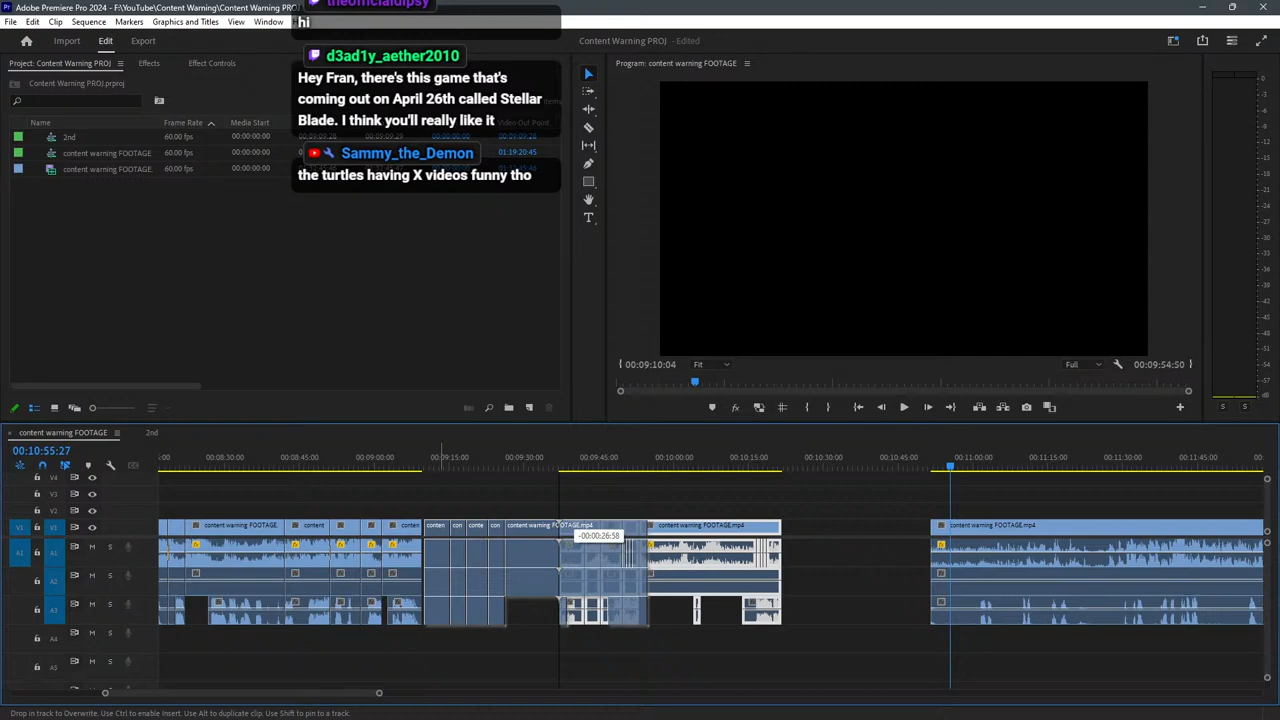 Adobe Premiere Pro 2024 - F:\YouTube\Content Warning\Content Warning PROJ
theofficialdipsy
hi
File Edit Clip Sequence Markers Graphics and Titles View Window
Import Edit Export
Content Warning PROJ - Edited
d3ad1y_aether2010
Hey Fran, there's this game that's
coming out on April 26th called Stellar
Blade. I think you'll really like it
Sammy_the_Demon
the turtles having X videos funny tho
Project: Content Warning PROJ Effects Effect Controls
Program: content warning FOOTAGE
Content Warning PROJ.prproj
Name Frame Rate Media Start Video Out Point
2nd 60.00 fps 00:00:00:00
content warning FOOTAGE 60.00 fps 00:00:00:00 01:19:20:45
content warning FOOTAGE. 60.00 fps 00:00:00:00
00:09:10:04 Fit Full 00:09:54:50
content warning FOOTAGE 2nd
00:10:55:27
:00 00:08:30:00 00:08:45:00 00:09:00:00 00:09:15:00 00:09:30:00 00:09:45:00 00:10:00:00 00:10:15:00 00:11:00:00 00:11:15:00 00:11:30:00 00:11:45:00 00:
V4
V3
V2
V1 V1 content warning FOOTAGE. content conten conten con conte con content warning FOOTAGE.mp4 content warning FOOTAGE.mp4 content warning FOOTAGE.mp4
-00:00:26:58
A1 A1 M S
A2 M S
A3 M S
A4 M S
A5 M S
Drop in track to Overwrite. Use Ctrl to enable Insert. Use Alt to duplicate clip. Use Shift to pin to a track.